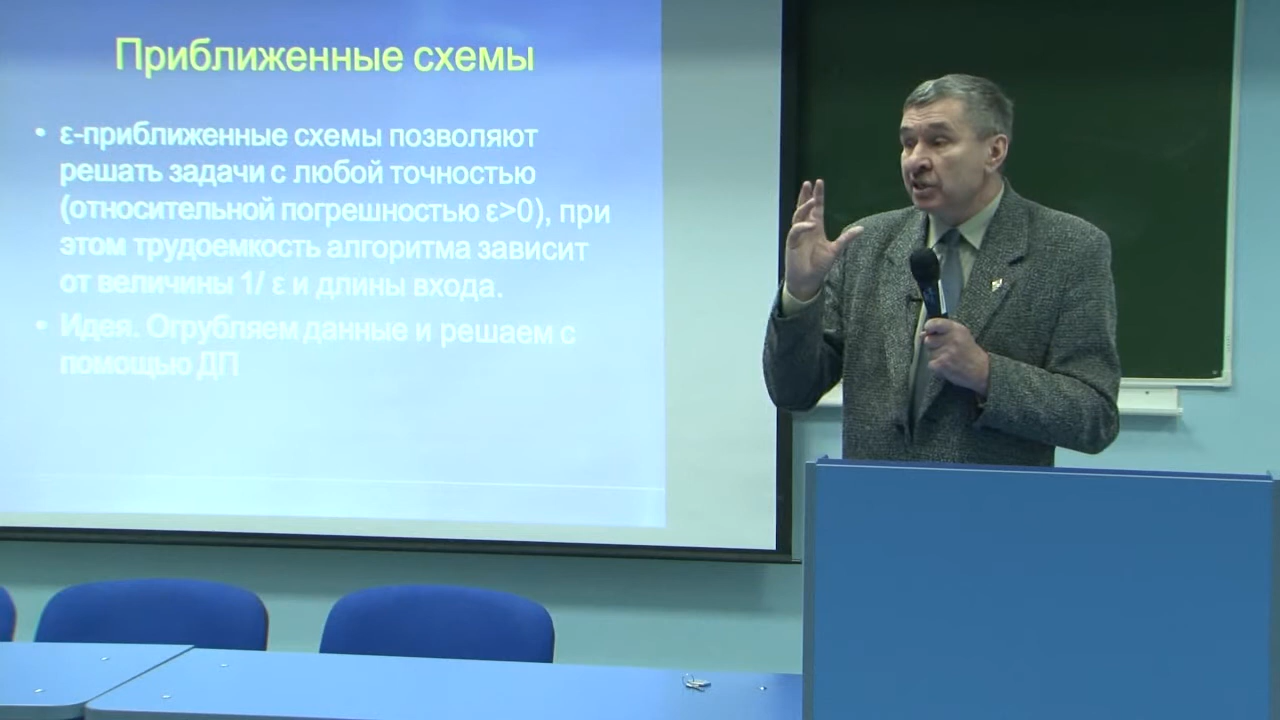 Приближенные схемы
• ε-приближенные схемы позволяют
решать задачи с любой точностью
(относительной погрешностью ε>0), при
этом трудоемкость алгоритма зависит
от величины 1/ ε и длины входа.
• Идея. Огрубляем данные и решаем с
помощью ДП